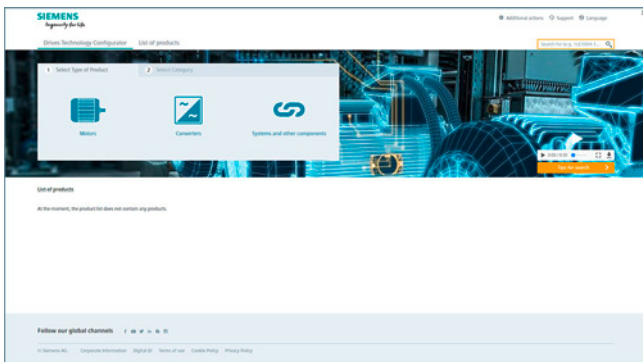 SIEMENS
Ingenuity for life
Additional actions Support Language
Drives Technology Configurator List of products
1 Select Type of Product 2 Select Category
Motors Converters Systems and other components
Tips for search
List of products
At the moment, the product list does not contain any products.
Follow our global channels
© Siemens AG Corporate Information Digital ID Terms of use Cookie Policy Privacy Policy